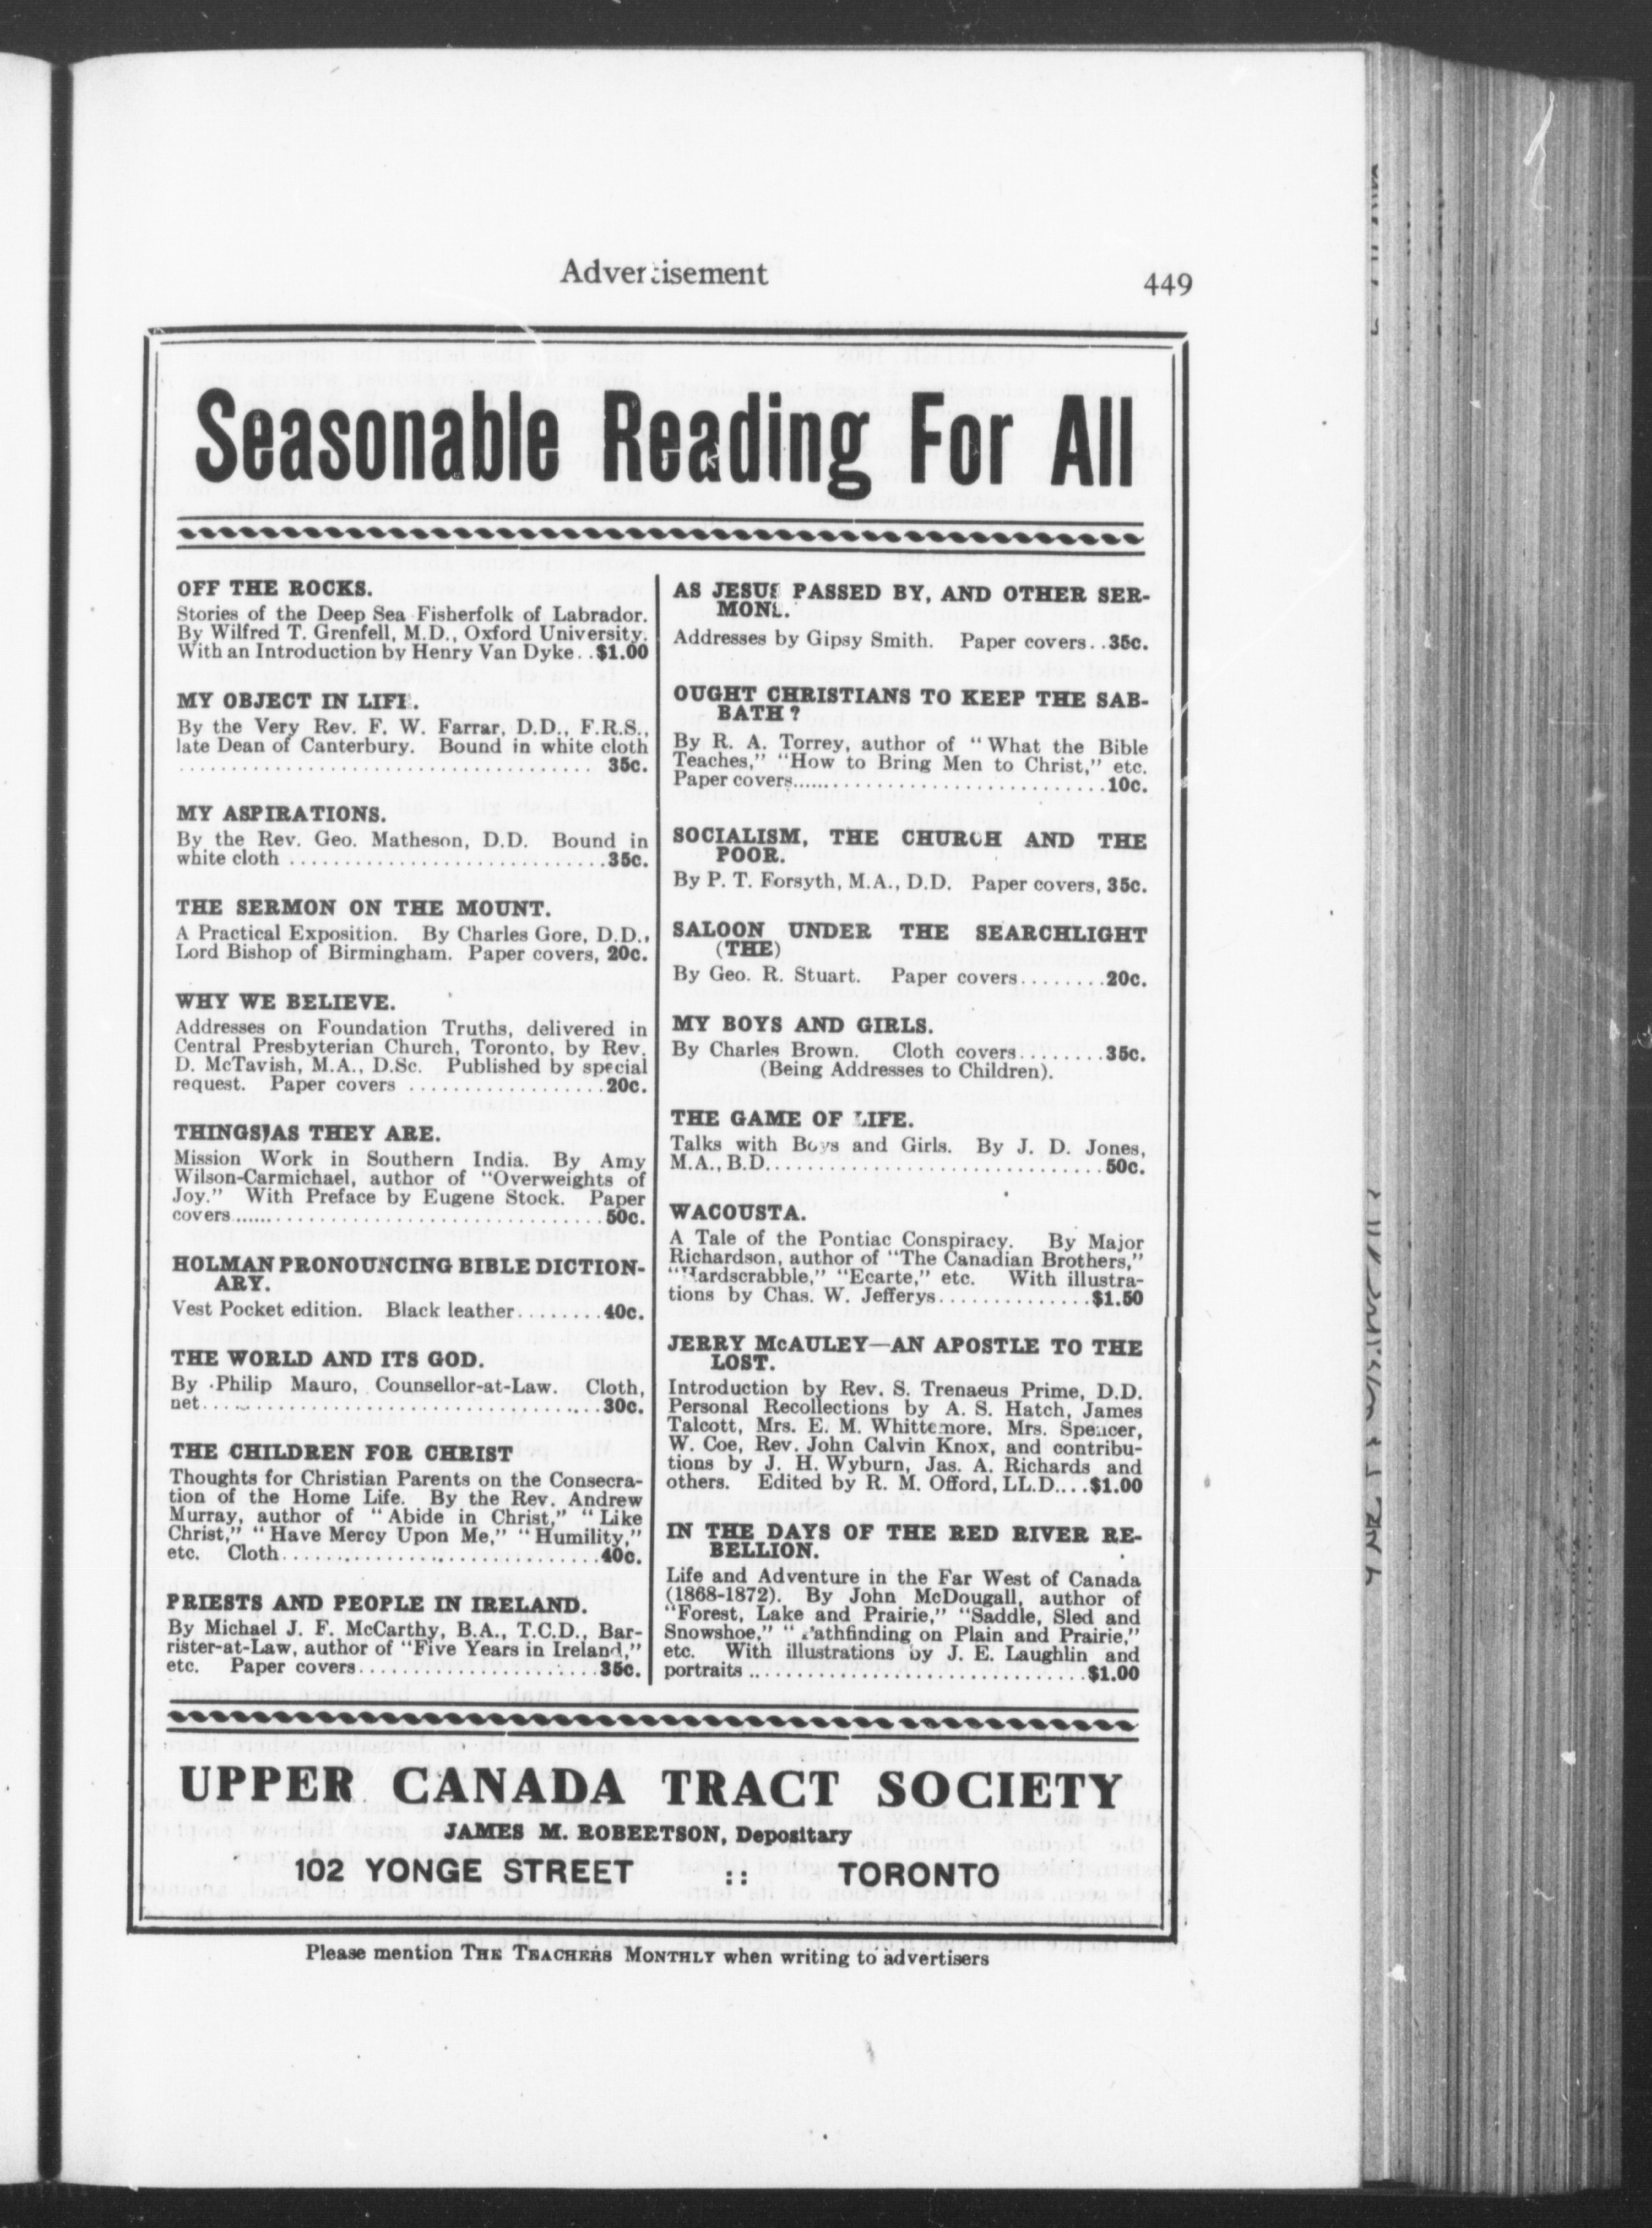 Advertisement
449
Seasonable Reading For All
OFF THE ROCKS.
Stories of the Deep Sea Fisherfolk of Labrador.
By Wilfred T. Grenfell, M.D., Oxford University.
With an Introduction by Henry Van Dyke. . $1.00
MY OBJECT IN LIFE.
By the Very Rev. F. W. Farrar, D.D., F.R.S.,
late Dean of Canterbury. Bound in white cloth
........................................ 35c.
MY ASPIRATIONS.
By the Rev. Geo. Matheson, D.D. Bound in
white cloth ..............................35c.
THE SERMON ON THE MOUNT.
A Practical Exposition. By Charles Gore, D.D.,
Lord Bishop of Birmingham. Paper covers, 20c.
WHY WE BELIEVE.
Addresses on Foundation Truths, delivered in
Central Presbyterian Church, Toronto, by Rev.
D. McTavish, M.A., D.Sc. Published by special
request. Paper covers ..................20c.
THINGS AS THEY ARE.
Mission Work in Southern India. By Amy
Wilson-Carmichael, author of "Overweights of
Joy." With Preface by Eugene Stock. Paper
covers....................................50c.
HOLMAN PRONOUNCING BIBLE DICTION-
ARY.
Vest Pocket edition. Black leather........40c.
THE WORLD AND ITS GOD.
By Philip Mauro, Counsellor-at-Law. Cloth,
net.......................................30c.
THE CHILDREN FOR CHRIST
Thoughts for Christian Parents on the Consecra-
tion of the Home Life. By the Rev. Andrew
Murray, author of "Abide in Christ," "Like
Christ," "Have Mercy Upon Me," "Humility,"
etc. Cloth...............................40c.
PRIESTS AND PEOPLE IN IRELAND.
By Michael J. F. McCarthy, B.A., T.C.D., Bar-
rister-at-Law, author of "Five Years in Ireland,"
etc. Paper covers.......................35c.
AS JESUS PASSED BY, AND OTHER SER-
MONS.
Addresses by Gipsy Smith. Paper covers. .35c.
OUGHT CHRISTIANS TO KEEP THE SAB-
BATH?
By R. A. Torrey, author of "What the Bible
Teaches," "How to Bring Men to Christ," etc.
Paper covers..............................10c.
SOCIALISM, THE CHURCH AND THE
POOR.
By P. T. Forsyth, M.A., D.D. Paper covers, 35c.
SALOON UNDER THE SEARCHLIGHT
(THE)
By Geo. R. Stuart. Paper covers........20c.
MY BOYS AND GIRLS.
By Charles Brown. Cloth covers........35c.
(Being Addresses to Children).
THE GAME OF LIFE.
Talks with Boys and Girls. By J. D. Jones,
M.A., B.D................................50c.
WACOUSTA.
A Tale of the Pontiac Conspiracy. By Major
Richardson, author of "The Canadian Brothers,"
"Hardscrabble," "Ecarte," etc. With illustra-
tions by Chas. W. Jefferys..............$1.50
JERRY McAULEY—AN APOSTLE TO THE
LOST.
Introduction by Rev. S. Trenaeus Prime, D.D.
Personal Recollections by A. S. Hatch, James
Talcott, Mrs. E. M. Whittemore, Mrs. Spencer,
W. Coe, Rev. John Calvin Knox, and contribu-
tions by J. H. Wyburn, Jas. A. Richards and
others. Edited by R. M. Offord, LL.D....$1.00
IN THE DAYS OF THE RED RIVER RE-
BELLION.
Life and Adventure in the Far West of Canada
(1868-1872). By John McDougall, author of
"Forest, Lake and Prairie," "Saddle, Sled and
Snowshoe," "Pathfinding on Plain and Prairie,"
etc. With illustrations by J. E. Laughlin and
portraits ................................$1.00
UPPER CANADA TRACT SOCIETY
JAMES M. ROBERTSON, Depositary
102 YONGE STREET :: TORONTO
Please mention THE TEACHERS MONTHLY when writing to advertisers